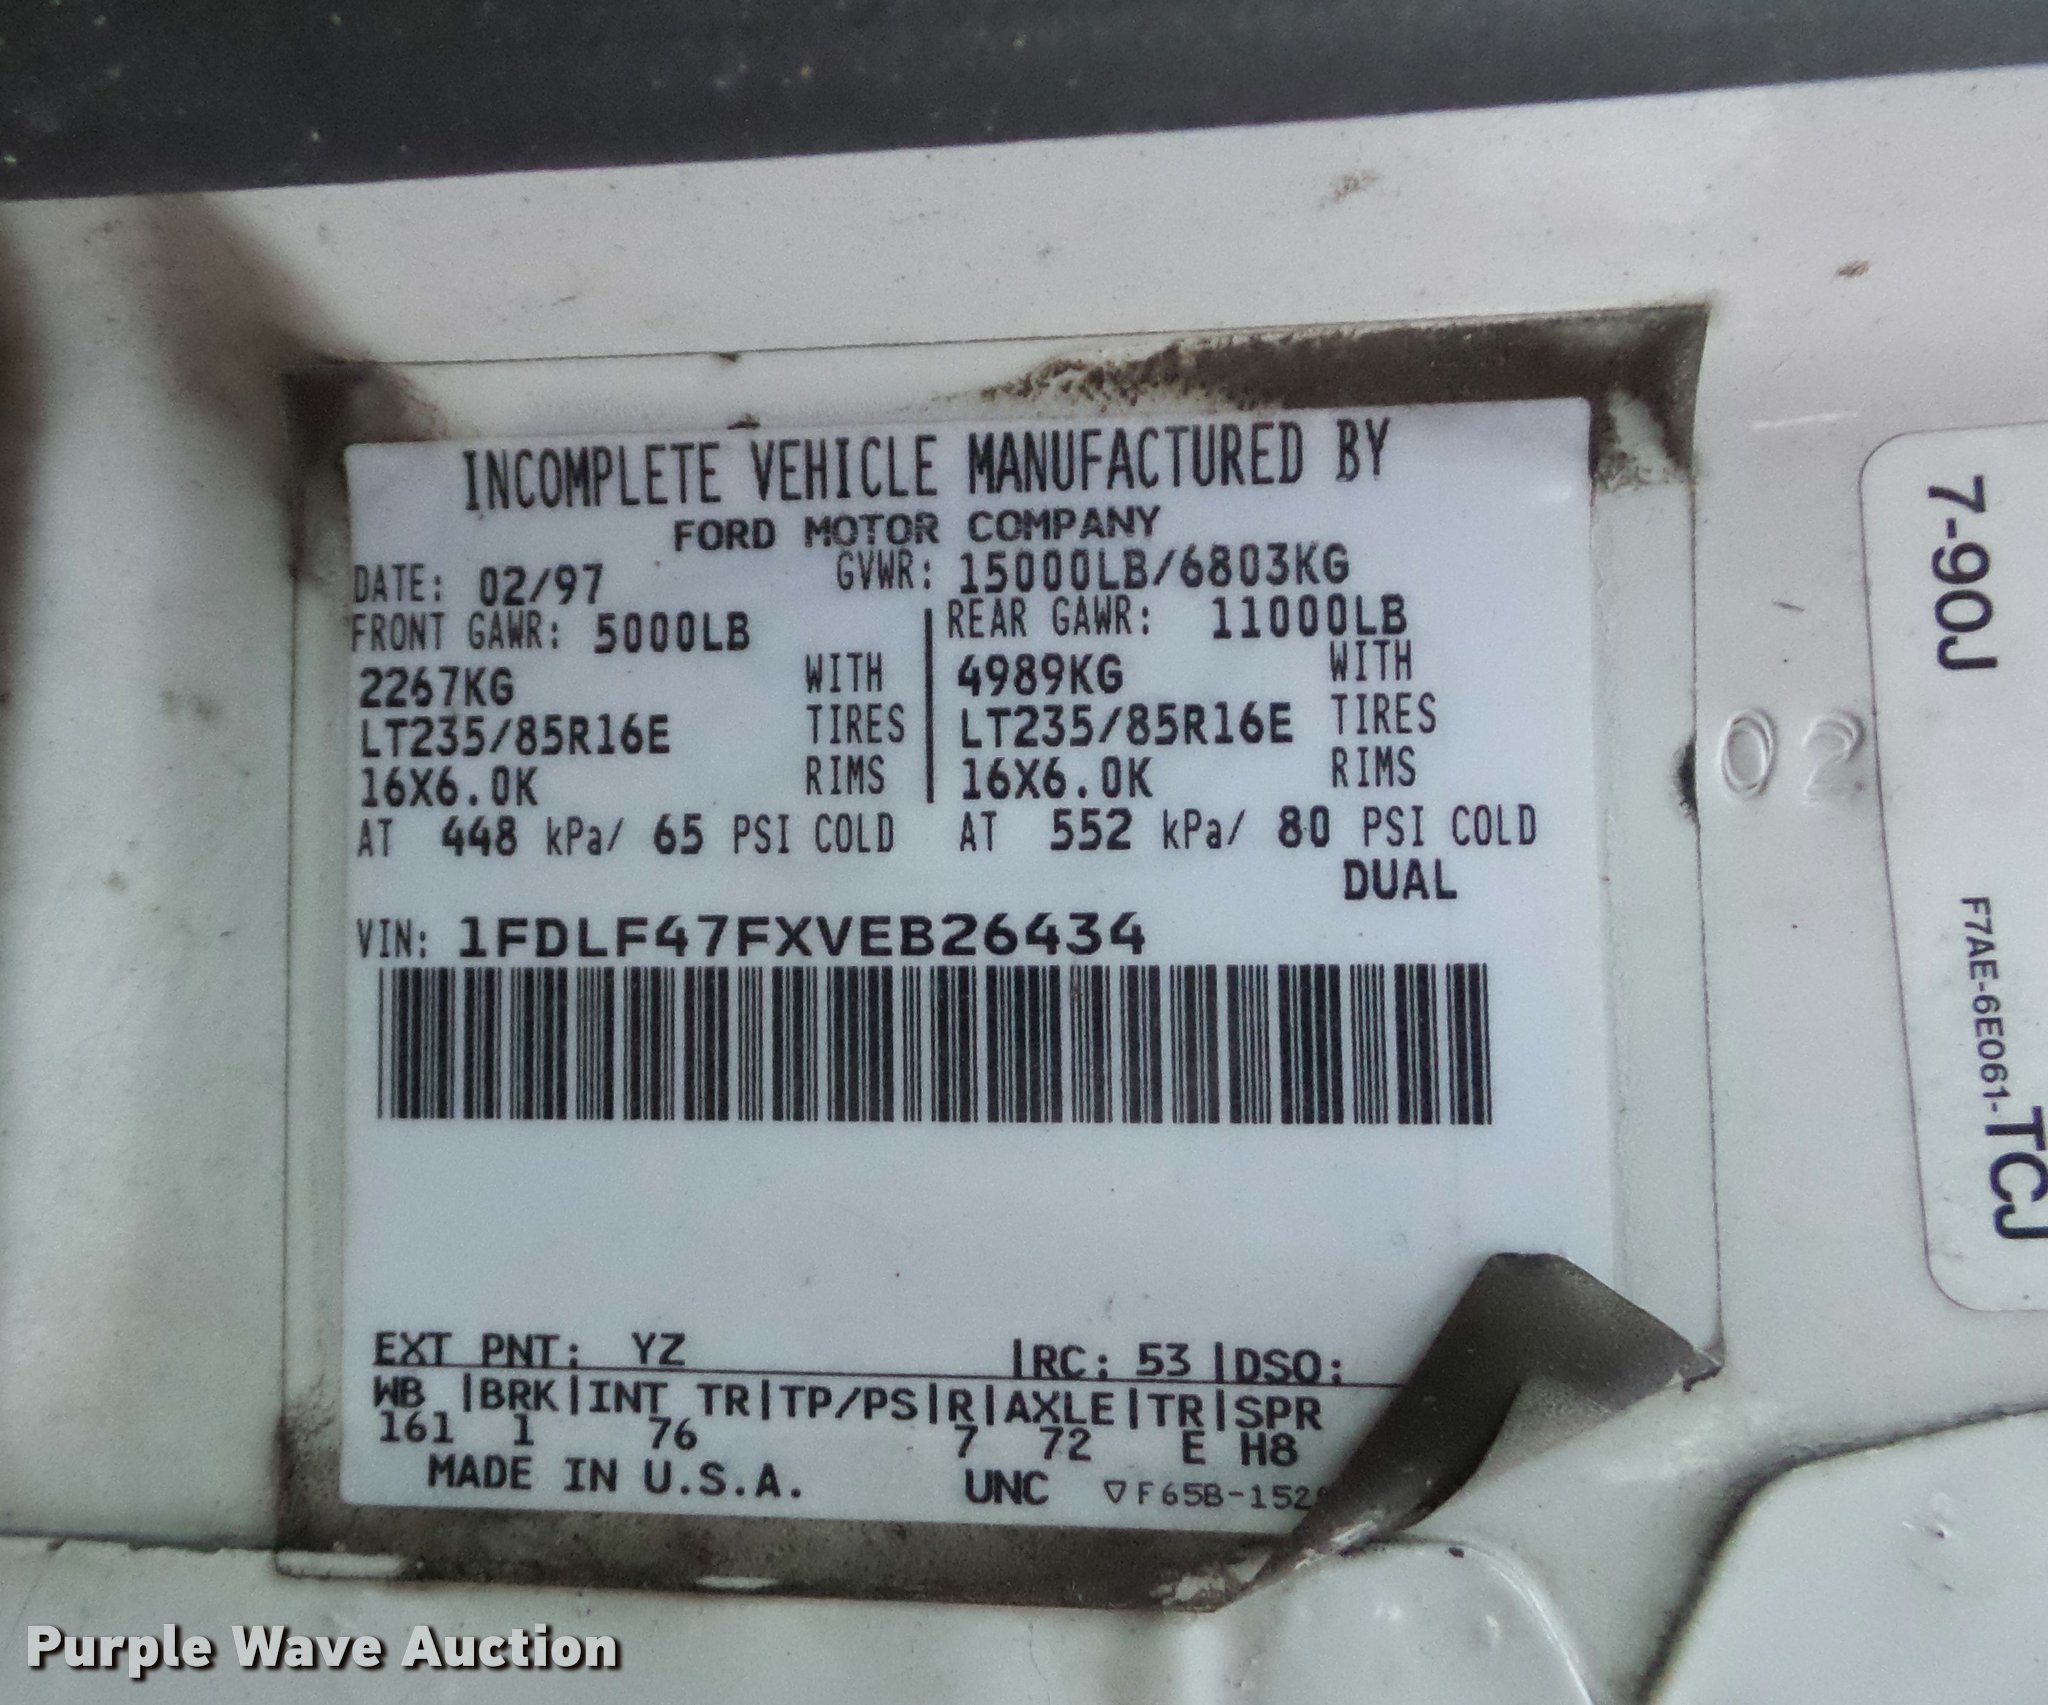 INCOMPLETE VEHICLE MANUFACTURED BY
FORD MOTOR COMPANY
DATE: 02/97 GVWR: 15000LB/6803KG
FRONT GAWR: 5000LB REAR GAWR: 11000LB
2267KG WITH 4989KG WITH
LT235/85R16E TIRES LT235/85R16E TIRES
16X6.0K RIMS 16X6.0K RIMS
AT 448 kPa/ 65 PSI COLD AT 552 kPa/ 80 PSI COLD
DUAL
VIN: 1FDLF47FXVEB26434
EXT PNT: YZ |RC: 53 |DSO:
WB |BRK|INT TR|TP/PS|R|AXLE|TR|SPR
161 1 76 7 72 E H8
MADE IN U.S.A. UNC ▽F65B-152
02
7-90J
F7AE-6E061-TCJ
Purple Wave Auction